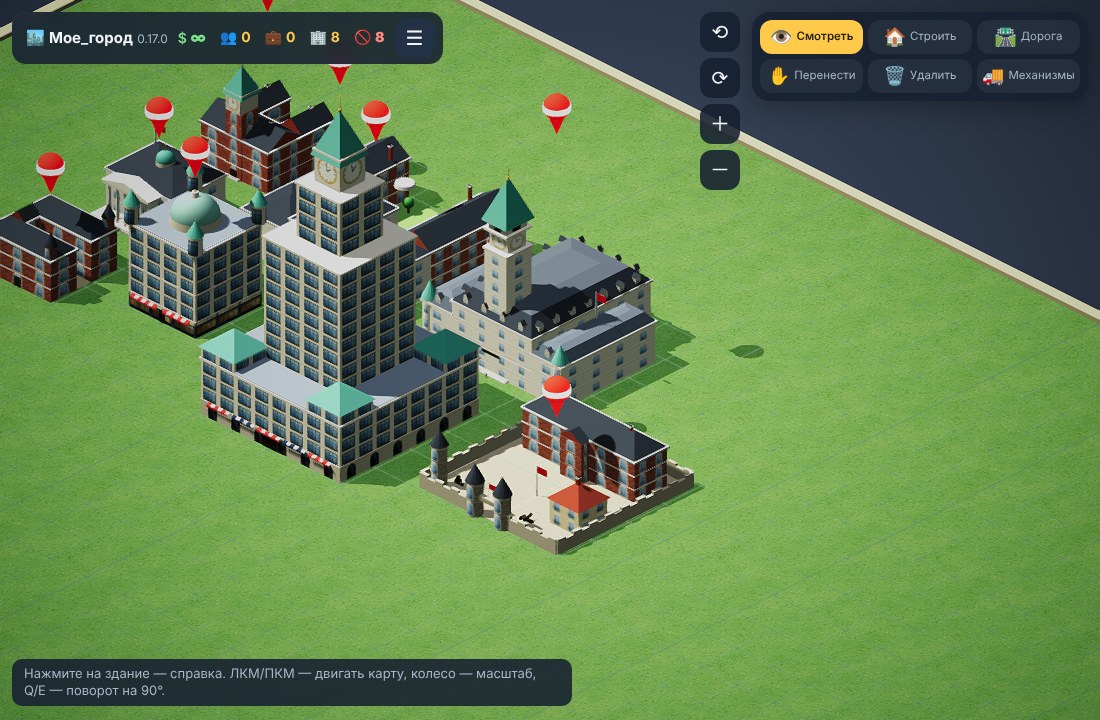 Мое_город 0.17.0 $ ∞ 0 0 8 8
Смотреть Строить Дорога
Перенести Удалить Механизмы
Нажмите на здание — справка. ЛКМ/ПКМ — двигать карту, колесо — масштаб,
Q/E — поворот на 90°.